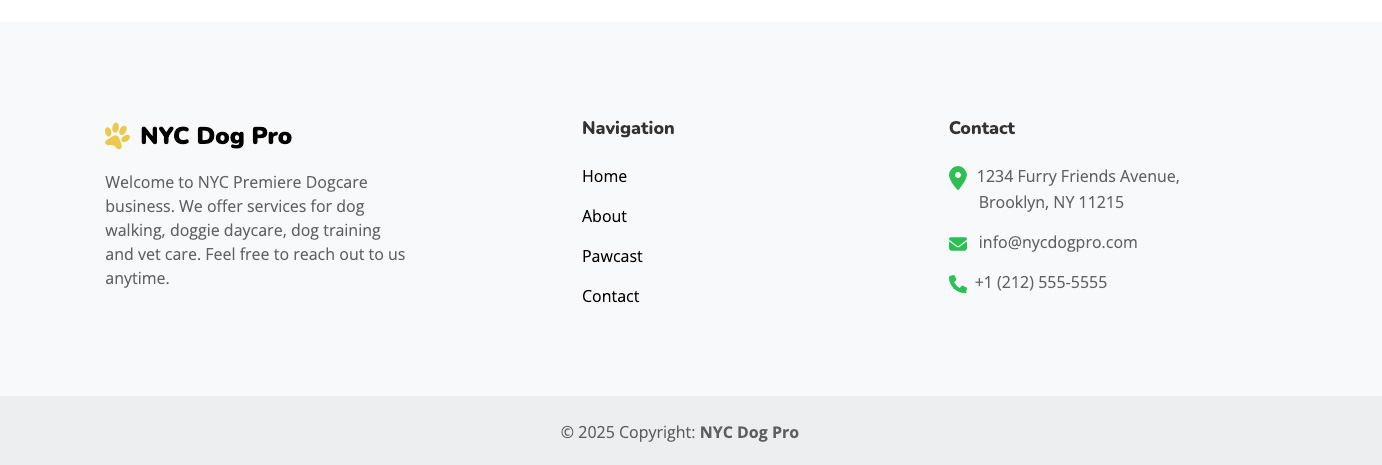 NYC Dog Pro
Welcome to NYC Premiere Dogcare
business. We offer services for dog
walking, doggie daycare, dog training
and vet care. Feel free to reach out to us
anytime.
Navigation
Home
About
Pawcast
Contact
Contact
1234 Furry Friends Avenue,
Brooklyn, NY 11215
info@nycdogpro.com
+1 (212) 555-5555
© 2025 Copyright: NYC Dog Pro